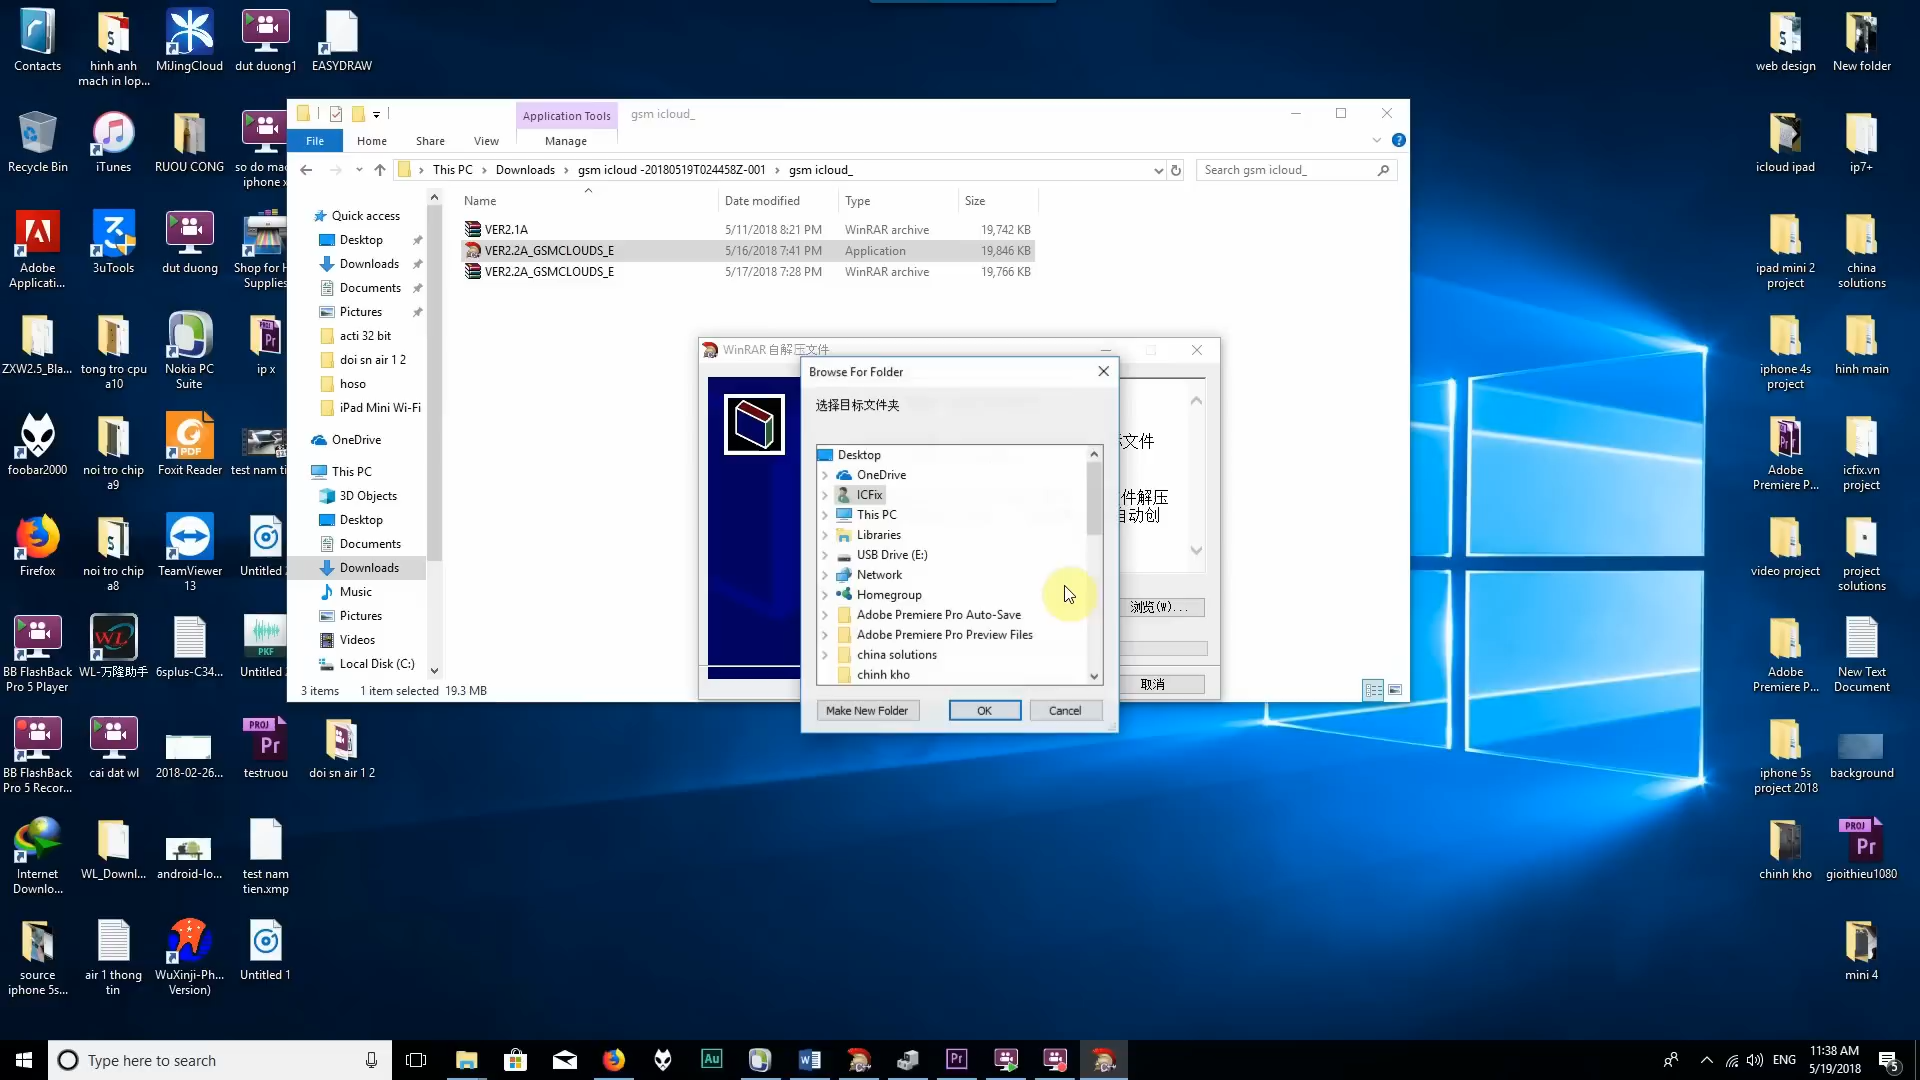 Contacts
hinh anh
mach in lop...
MiJingCloud
dut duong1
EASYDRAW
web design
New folder
Recycle Bin
iTunes
RUOU CONG
so do mac
iphone x
icloud ipad
ip7+
Adobe
Applicati...
3uTools
dut duong
Shop for H
Supplies
ipad mini 2
project
china
solutions
ZXW2.5_Bla...
tong tro cpu
a10
Nokia PC
Suite
ip x
iphone 4s
project
hinh main
foobar2000
noi tro chip
a9
Foxit Reader
test nam ti
Adobe
Premiere P...
icfix.vn
project
Firefox
noi tro chip
a8
TeamViewer
13
Untitled
video project
project
solutions
BB FlashBack
Pro 5 Player
WL-万隆助手
6splus-C34...
Untitled
Adobe
Premiere P...
New Text
Document
BB FlashBack
Pro 5 Recor...
cai dat wl
2018-02-26...
testruou
doi sn air 1 2
iphone 5s
project 2018
background
Internet
Downlo...
WL_Downl...
android-lo...
test nam
tien.xmp
chinh kho
gioithieu1080
source
iphone 5s...
air 1 thong
tin
WuXinji-Ph...
Version)
Untitled 1
mini 4
Application Tools
gsm icloud_
File
Home
Share
View
Manage
This PC
Downloads
gsm icloud -20180519T024458Z-001
gsm icloud_
Search gsm icloud_
Name
Date modified
Type
Size
VER2.1A
5/11/2018 8:21 PM
WinRAR archive
19,742 KB
VER2.2A_GSMCLOUDS_E
5/16/2018 7:41 PM
Application
19,846 KB
VER2.2A_GSMCLOUDS_E
5/17/2018 7:28 PM
WinRAR archive
19,766 KB
Quick access
Desktop
Downloads
Documents
Pictures
acti 32 bit
doi sn air 1 2
hoso
iPad Mini Wi-Fi
OneDrive
This PC
3D Objects
Desktop
Documents
Downloads
Music
Pictures
Videos
Local Disk (C:)
3 items
1 item selected
19.3 MB
WinRAR 自解压文件
文件
件解压
自动创
浏览(W)...
取消
Browse For Folder
选择目标文件夹
Desktop
OneDrive
ICFix
This PC
Libraries
USB Drive (E:)
Network
Homegroup
Adobe Premiere Pro Auto-Save
Adobe Premiere Pro Preview Files
china solutions
chinh kho
Make New Folder
OK
Cancel
Type here to search
ENG
11:38 AM
5/19/2018
5